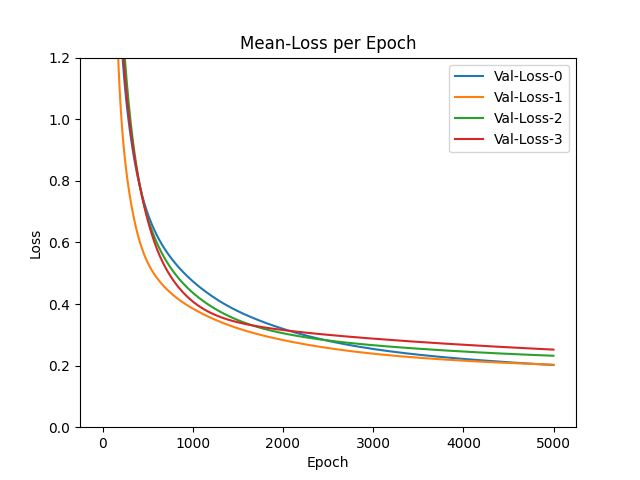 Mean-Loss per Epoch
1.2
1.0
0.8
0.6
0.4
0.2
0.0
Loss
Val-Loss-0
Val-Loss-1
Val-Loss-2
Val-Loss-3
0 1000 2000 3000 4000 5000
Epoch